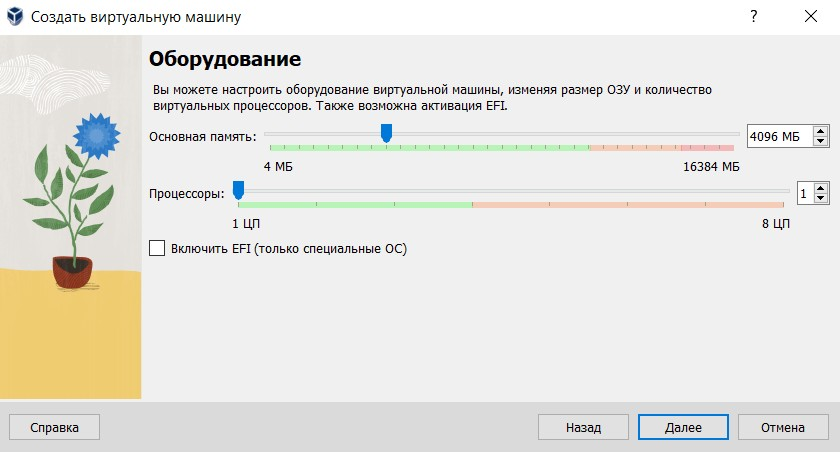 Создать виртуальную машину
?
Оборудование
Вы можете настроить оборудование виртуальной машины, изменяя размер ОЗУ и количество
виртуальных процессоров. Также возможна активация EFI.
Основная память: 4096 МБ
4 МБ 16384 МБ
Процессоры: 1
1 ЦП 8 ЦП
Включить EFI (только специальные ОС)
Справка Назад Далее Отмена